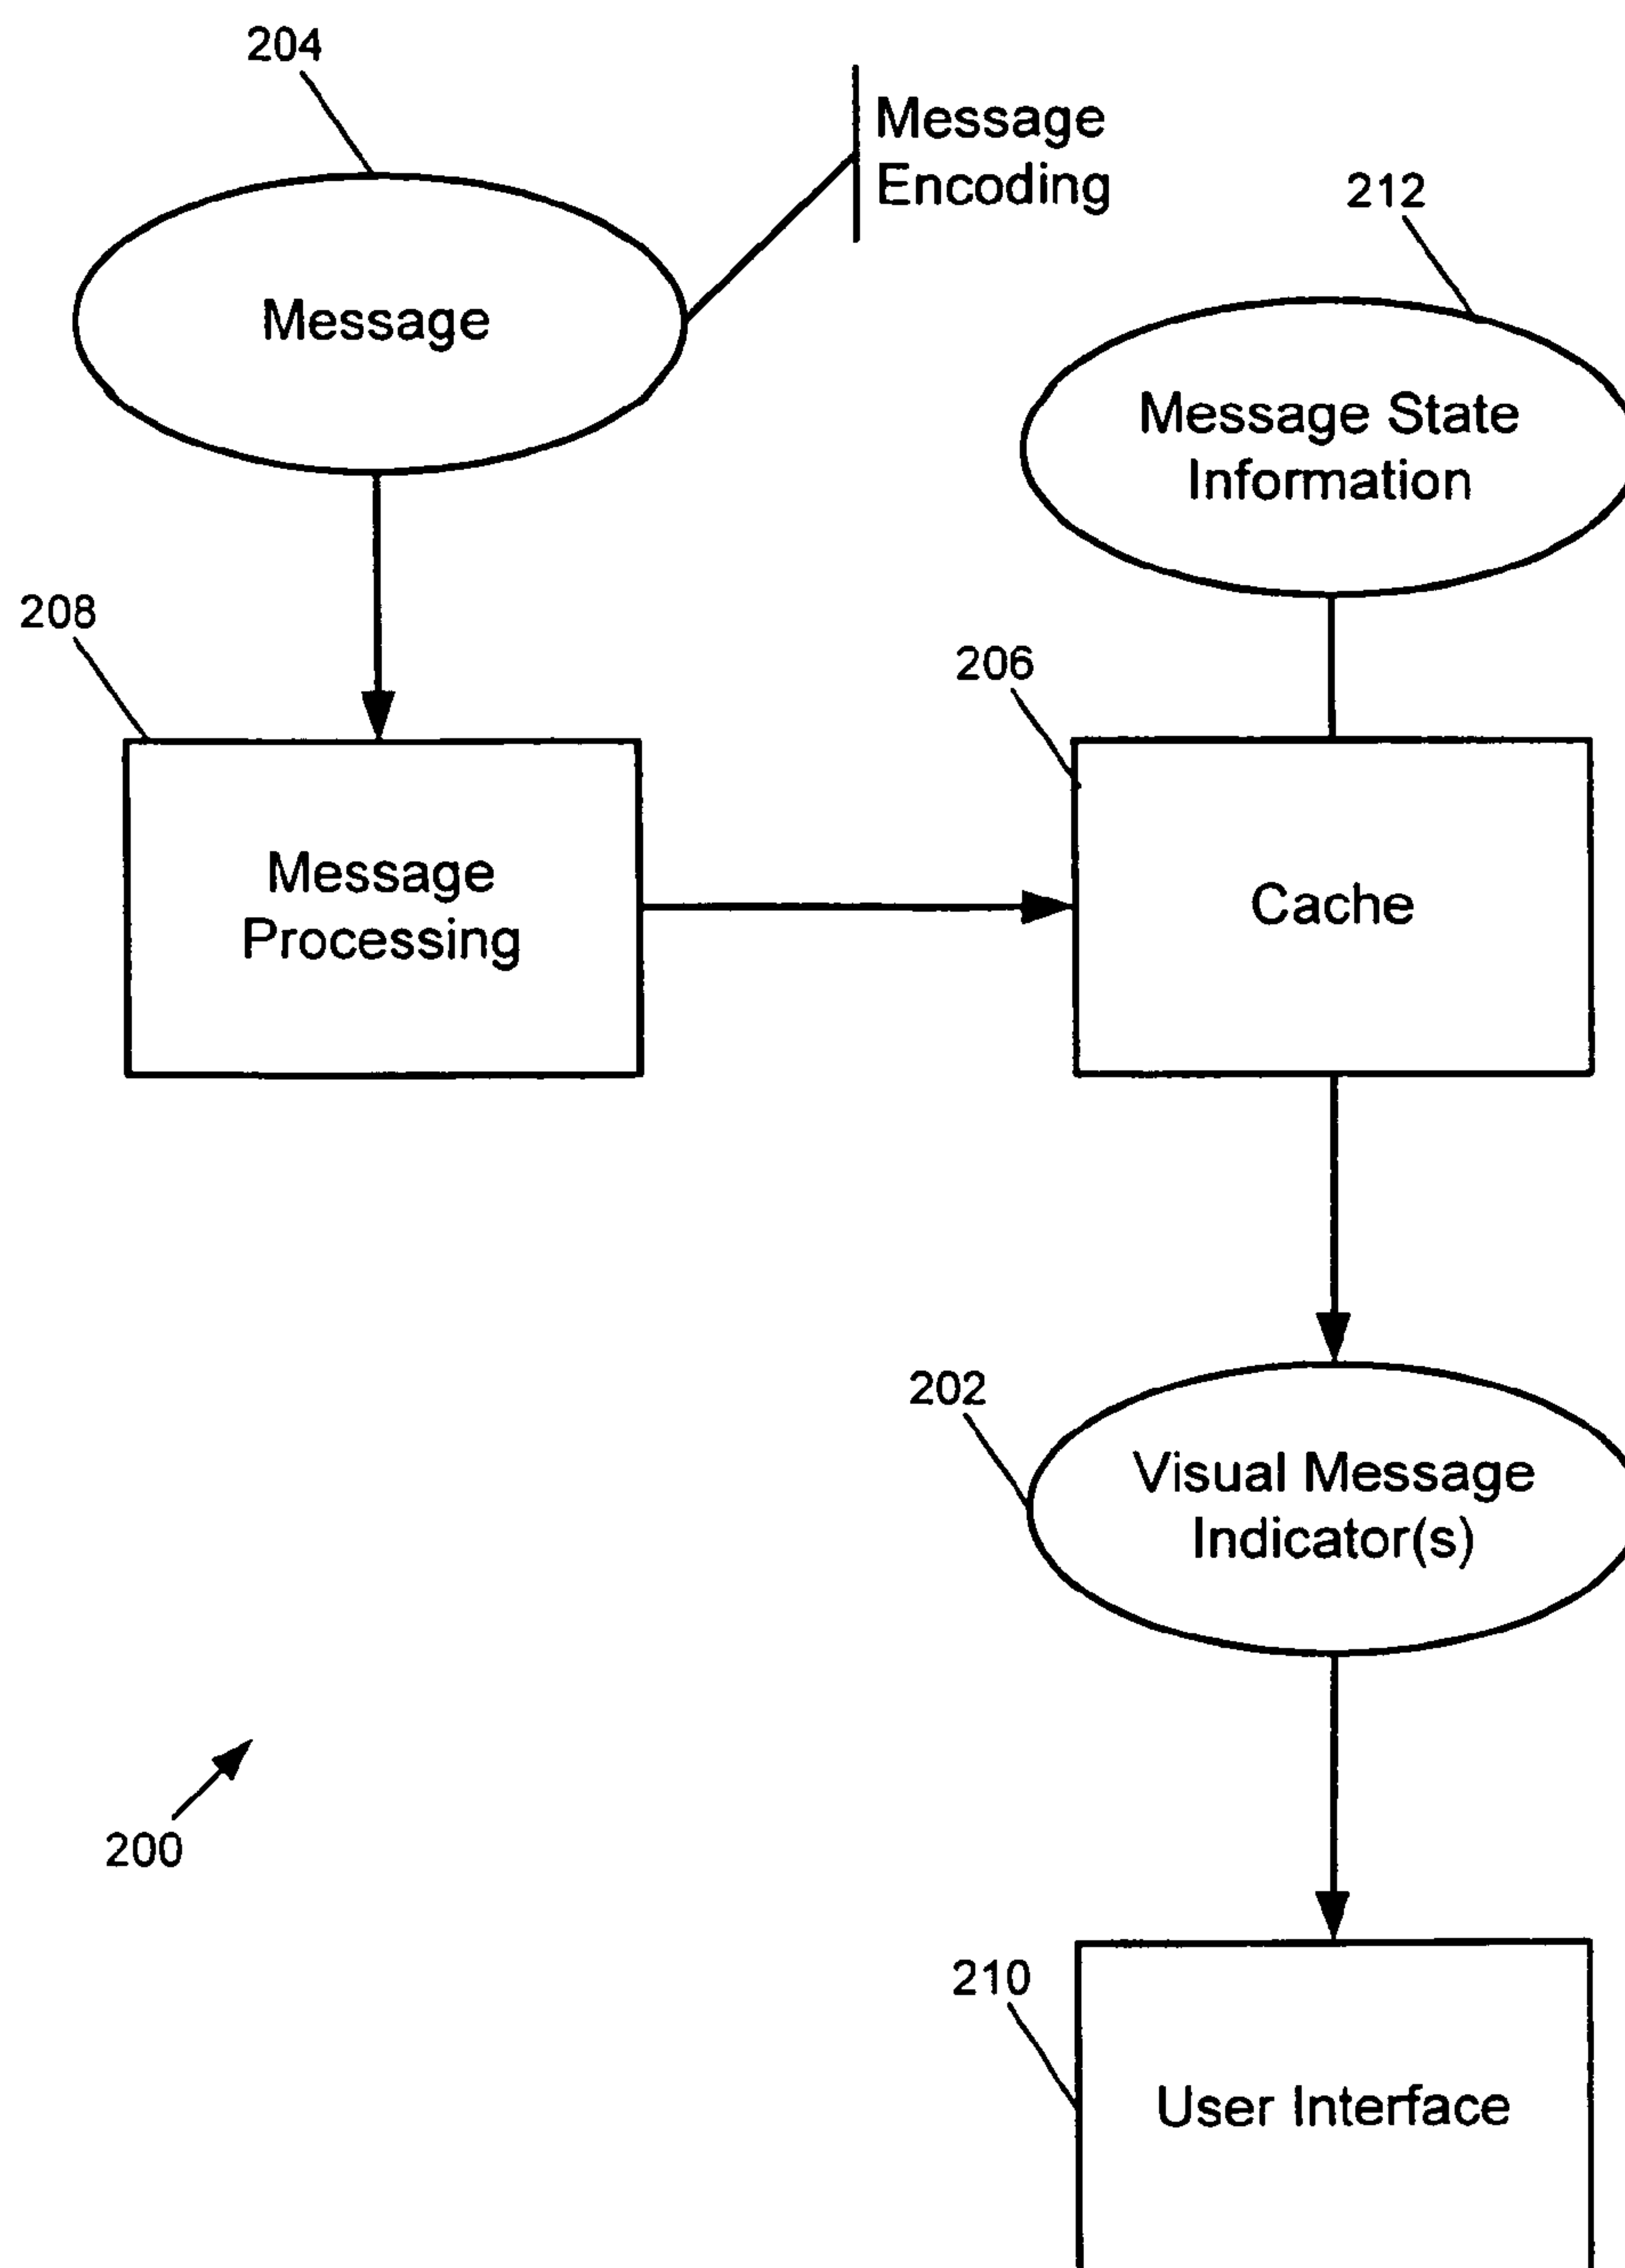 204
Message
Encoding
212
Message
Message State
Information
208
206
Message
Processing
Cache
202
Visual Message
Indicator(s)
200
210
User Interface